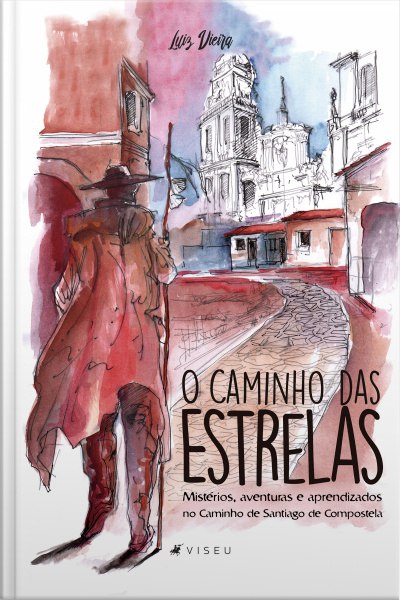 Luiz Vieira
O CAMINHO DAS
ESTRELAS
Mistérios, aventuras e aprendizados
no Caminho de Santiago de Compostela
VISEU